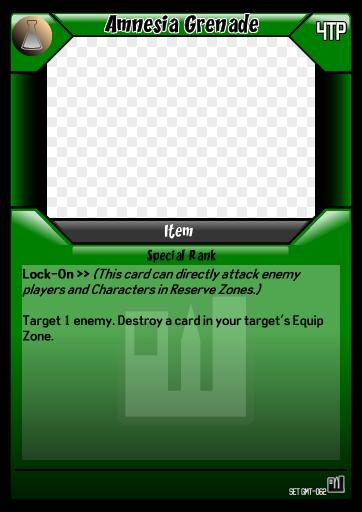 Amnesia Grenade
4TP
Item
Special Rank
Lock-On >> (This card can directly attack enemy
players and Characters in Reserve Zones.)
Target 1 enemy. Destroy a card in your target's Equip
Zone.
SET GMT-062